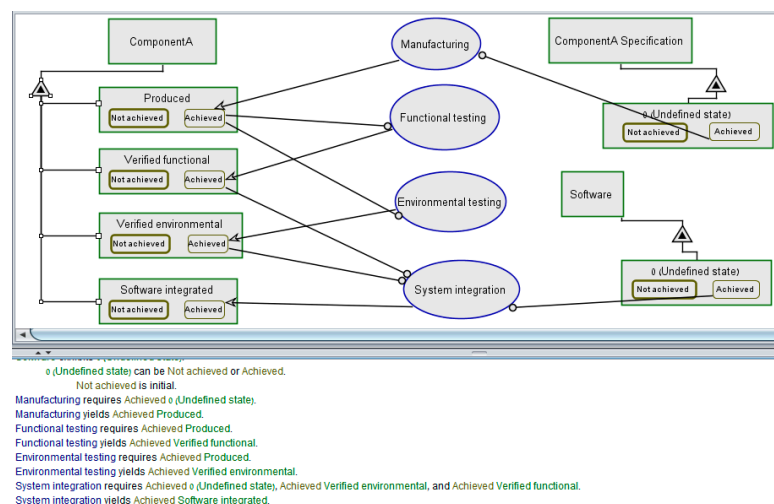 ComponentA
Manufacturing
ComponentA Specification
Produced
Not achieved
Achieved
Functional testing
0 (Undefined state)
Not achieved
Achieved
Verified functional
Not achieved
Achieved
Environmental testing
Software
Verified environmental
Not achieved
Achieved
0 (Undefined state)
Not achieved
Achieved
Software integrated
Not achieved
Achieved
System integration
0 (Undefined state) can be Not achieved or Achieved.
Not achieved is initial.
Manufacturing requires Achieved 0 (Undefined state).
Manufacturing yields Achieved Produced.
Functional testing requires Achieved Produced.
Functional testing yields Achieved Verified functional.
Environmental testing requires Achieved Produced.
Environmental testing yields Achieved Verified environmental.
System integration requires Achieved 0 (Undefined state), Achieved Verified environmental, and Achieved Verified functional.
System integration yields Achieved Software integrated.